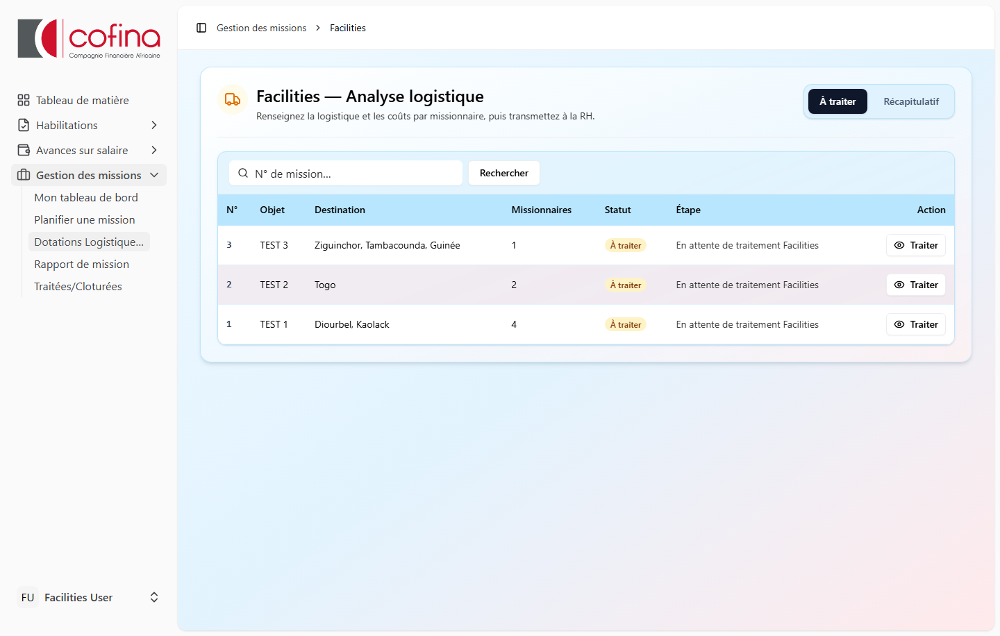 cofina
Compagnie Financière Africaine
Tableau de matière
Habilitations
Avances sur salaire
Gestion des missions
Mon tableau de bord
Planifier une mission
Dotations Logistique...
Rapport de mission
Traitées/Cloturées
FU Facilities User
Gestion des missions > Facilities
Facilities — Analyse logistique
Renseignez la logistique et les coûts par missionnaire, puis transmettez à la RH.
À traiter Récapitulatif
N° de mission... Rechercher
N° Objet Destination Missionnaires Statut Étape Action
3 TEST 3 Ziguinchor, Tambacounda, Guinée 1 À traiter En attente de traitement Facilities Traiter
2 TEST 2 Togo 2 À traiter En attente de traitement Facilities Traiter
1 TEST 1 Diourbel, Kaolack 4 À traiter En attente de traitement Facilities Traiter